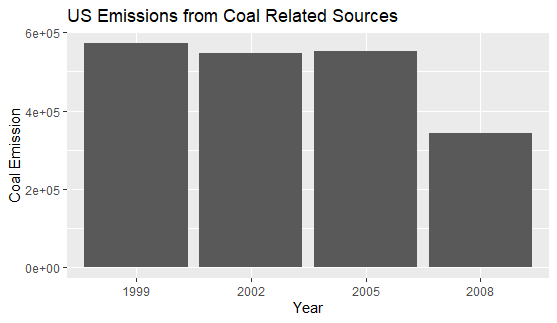 US Emissions from Coal Related Sources
6e+05
4e+05
2e+05
0e+00
Coal Emission
1999 2002 2005 2008
Year